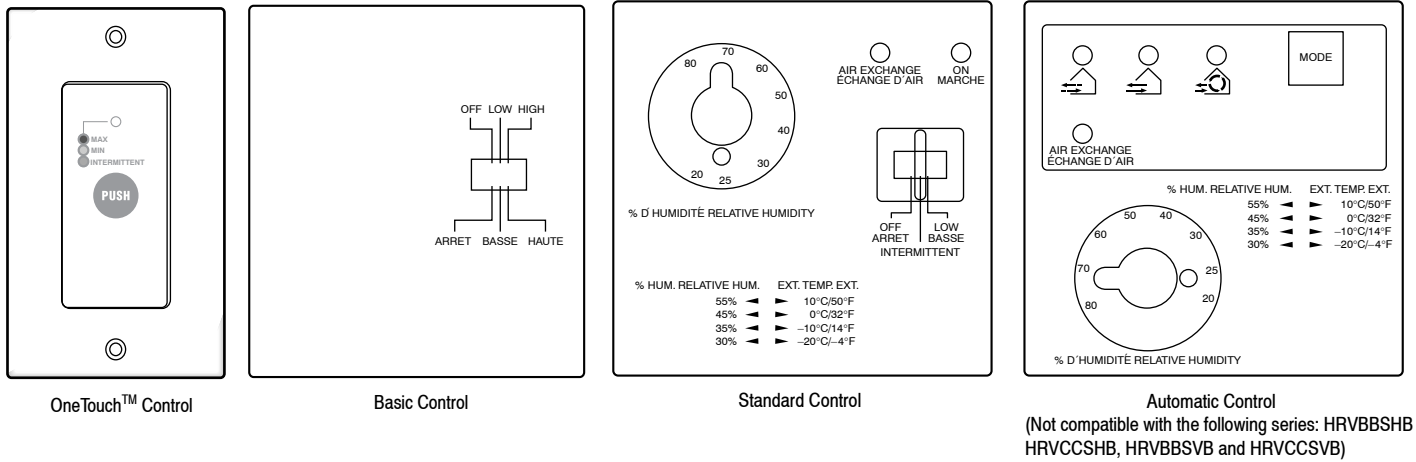 MAX
MIN
INTERMITTENT
PUSH
OneTouch™ Control
OFF LOW HIGH
ARRET BASSE HAUTE
Basic Control
70
80 60
50
40
30
20 25
% D´HUMIDITÈ RELATIVE HUMIDITY
AIR EXCHANGE
ÉCHANGE D´AIR
ON
MARCHE
OFF LOW
ARRET BASSE
INTERMITTENT
% HUM. RELATIVE HUM. EXT. TEMP. EXT.
55% 10°C/50°F
45% 0°C/32°F
35% –10°C/14°F
30% –20°C/–4°F
Standard Control
MODE
AIR EXCHANGE
ÉCHANGE D´AIR
% HUM. RELATIVE HUM. EXT. TEMP. EXT.
55% 10°C/50°F
45% 0°C/32°F
35% –10°C/14°F
30% –20°C/–4°F
50 40
60 30
70 25
80 20
% D´HUMIDITÈ RELATIVE HUMIDITY
Automatic Control
(Not compatible with the following series: HRVBBSHB
HRVCCSHB, HRVBBSVB and HRVCCSVB)